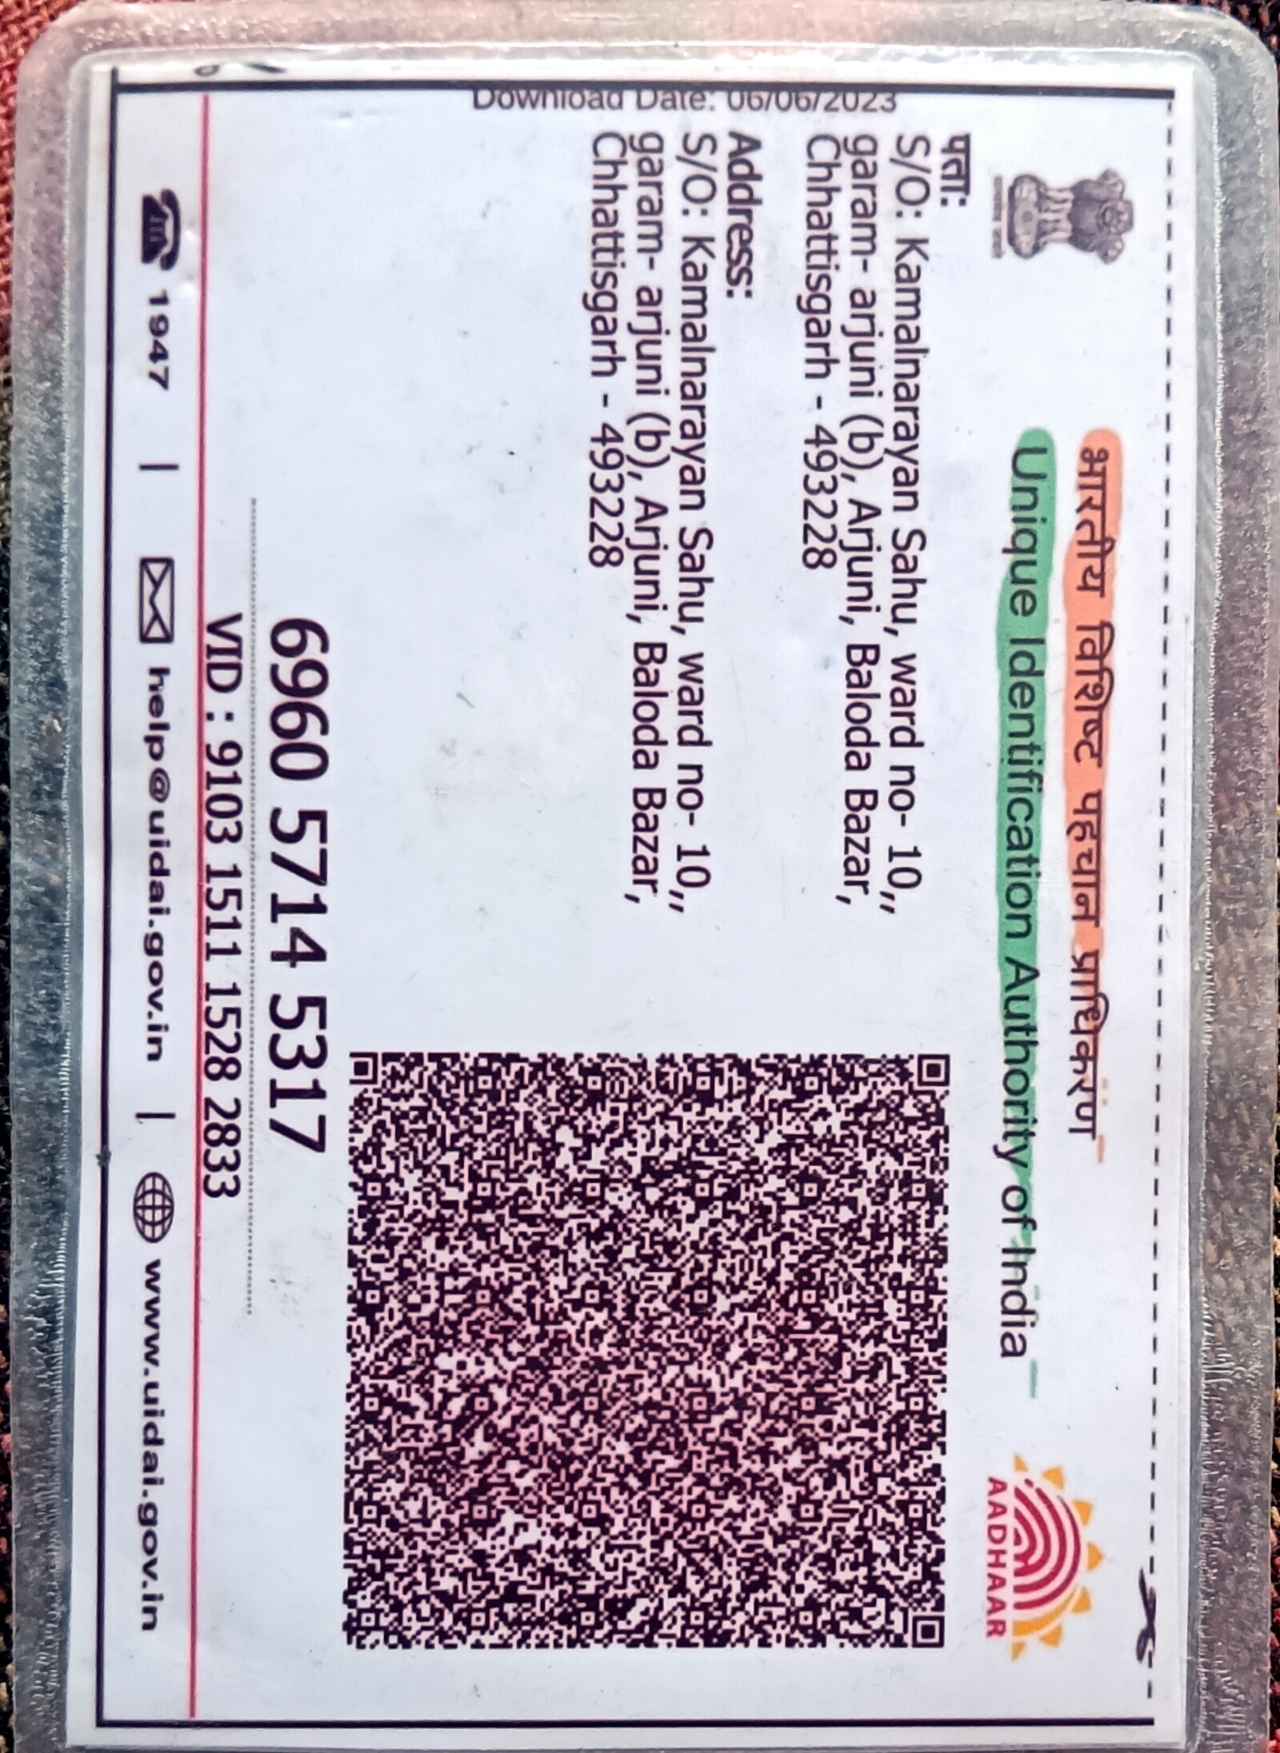 भारतीय विशिष्ट पहचान प्राधिकरण
Unique Identification Authority of India
AADHAAR
पता:
S/O: Kamalnarayan Sahu, ward no- 10,,
garam- arjuni (b), Arjuni, Baloda Bazar,
Chhattisgarh - 493228
Address:
S/O: Kamalnarayan Sahu, ward no- 10,,
garam- arjuni (b), Arjuni, Baloda Bazar,
Chhattisgarh - 493228
Download Date: 06/06/2023
6960 5714 5317
VID : 9103 1511 1528 2833
1947 | help@uidai.gov.in | www.uidai.gov.in